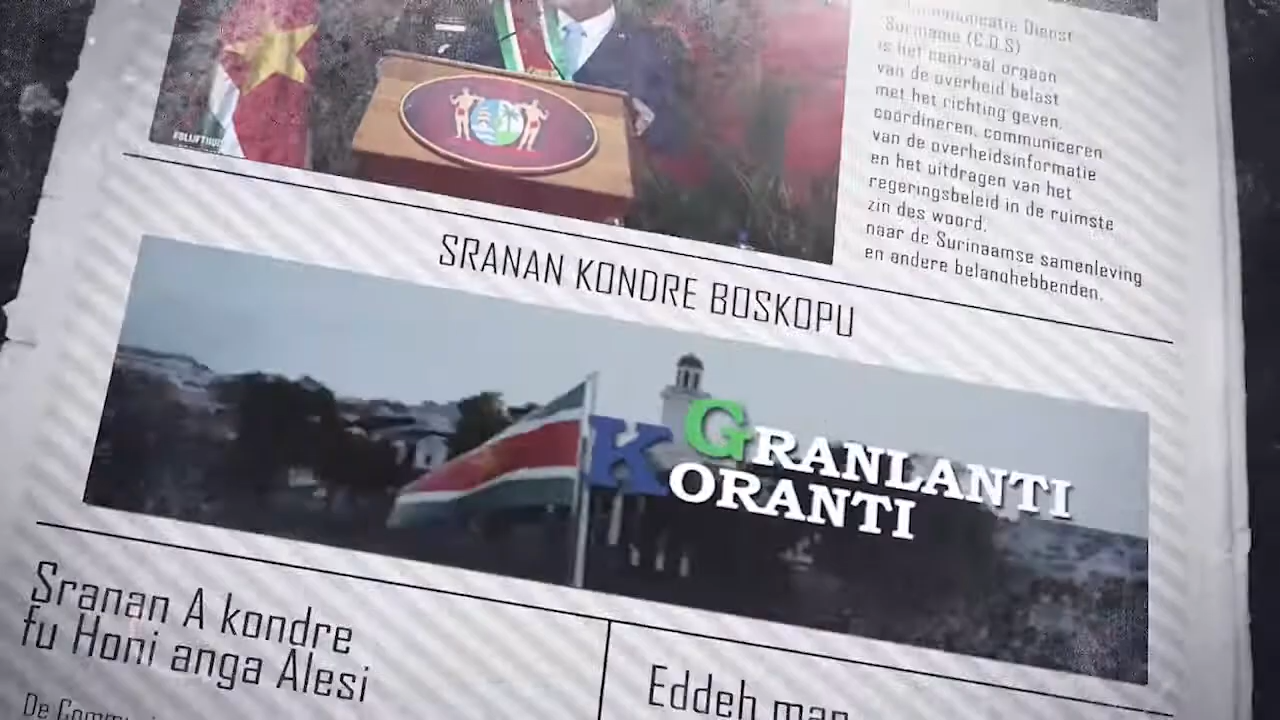 Dienst
Suriname (C.D.S)
is het centraal orgaan
van de overheid belast
met het richting geven,
coördineren, communiceren
van de overheidsinformatie
en het uitdragen van het
regeringsbeleid in de ruimste
zin des woord.
naar de Surinaamse samenleving
en andere belanghebbenden.
SRANAN KONDRE BOSKOPU
GRANLANTI
KORANTI
Sranan A kondre
fu Honi anga Alesi
De
Eddeh man